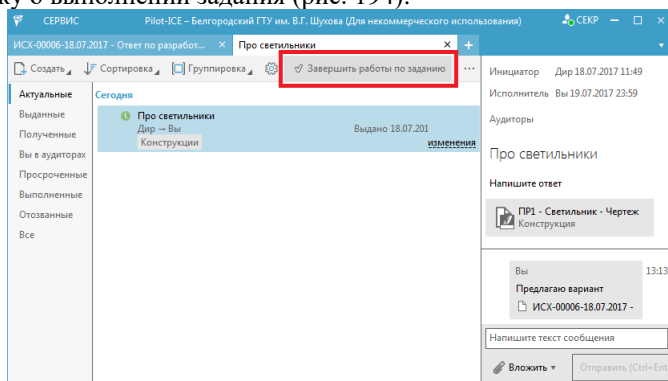 ку о выполнении задания (рис. 194).
СЕРВИС Pilot-ICE – Белгородский ГТУ им. В.Г. Шухова (Для некоммерческого использования) СЕКР
ИСХ-00006-18.07.2017 - Ответ по разработ... × Про светильники × +
Создать Сортировка Группировка Завершить работы по заданию ...
Актуальные
Выданные
Полученные
Вы в аудиторах
Просроченные
Выполненные
Отозванные
Все
Сегодня
Про светильники
Дир → Вы Выдано 18.07.201
Конструкции изменения
Инициатор Дир 18.07.2017 11:49
Исполнитель Вы 19.07.2017 23:59
Аудиторы
Про светильники
Напишите ответ
ПР1 - Светильник - Чертеж
Конструкция
Вы 13:13
Предлагаю вариант
ИСХ-00006-18.07.2017 -
Напишите текст сообщения
Вложить Отправить (Ctrl+Ent